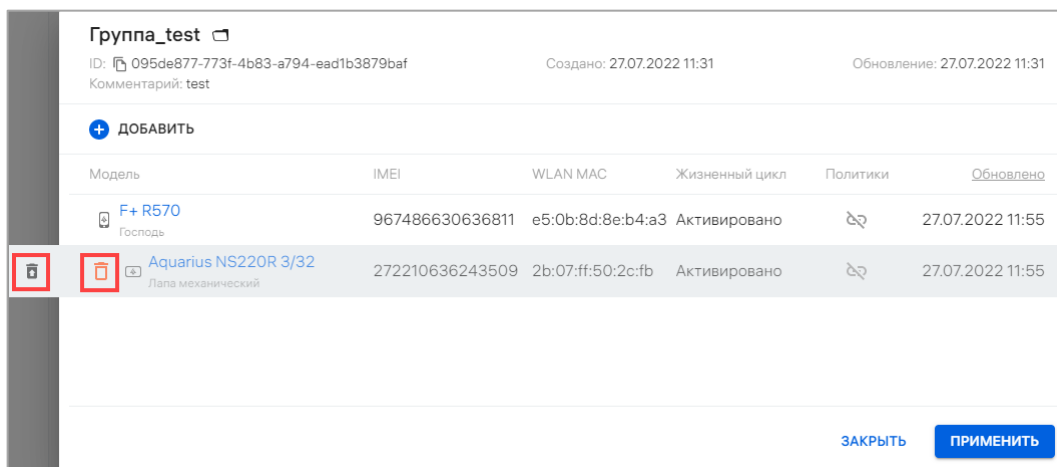 Группа_test
ID: 095de877-773f-4b83-a794-ead1b3879baf Создано: 27.07.2022 11:31 Обновление: 27.07.2022 11:31
Комментарий: test
ДОБАВИТЬ
Модель IMEI WLAN MAC Жизненный цикл Политики Обновлено
F+ R570 967486630636811 e5:0b:8d:8e:b4:a3 Активировано 27.07.2022 11:55
Господь
Aquarius NS220R 3/32 272210636243509 2b:07:ff:50:2c:fb Активировано 27.07.2022 11:55
Лапа механический
ЗАКРЫТЬ ПРИМЕНИТЬ